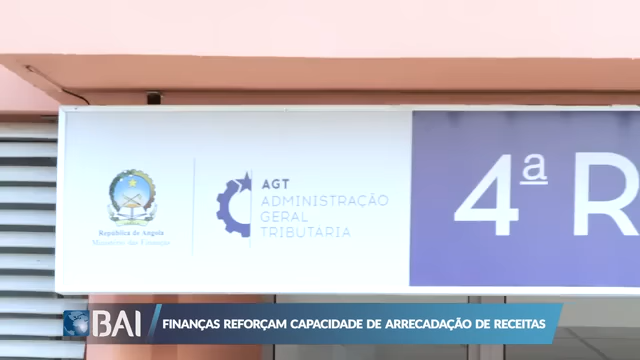 República de Angola
Ministério das Finanças
AGT
ADMINISTRAÇÃO
GERAL
TRIBUTARIA
4ª R
BAI
FINANÇAS REFORÇAM CAPACIDADE DE ARRECADAÇÃO DE RECEITAS